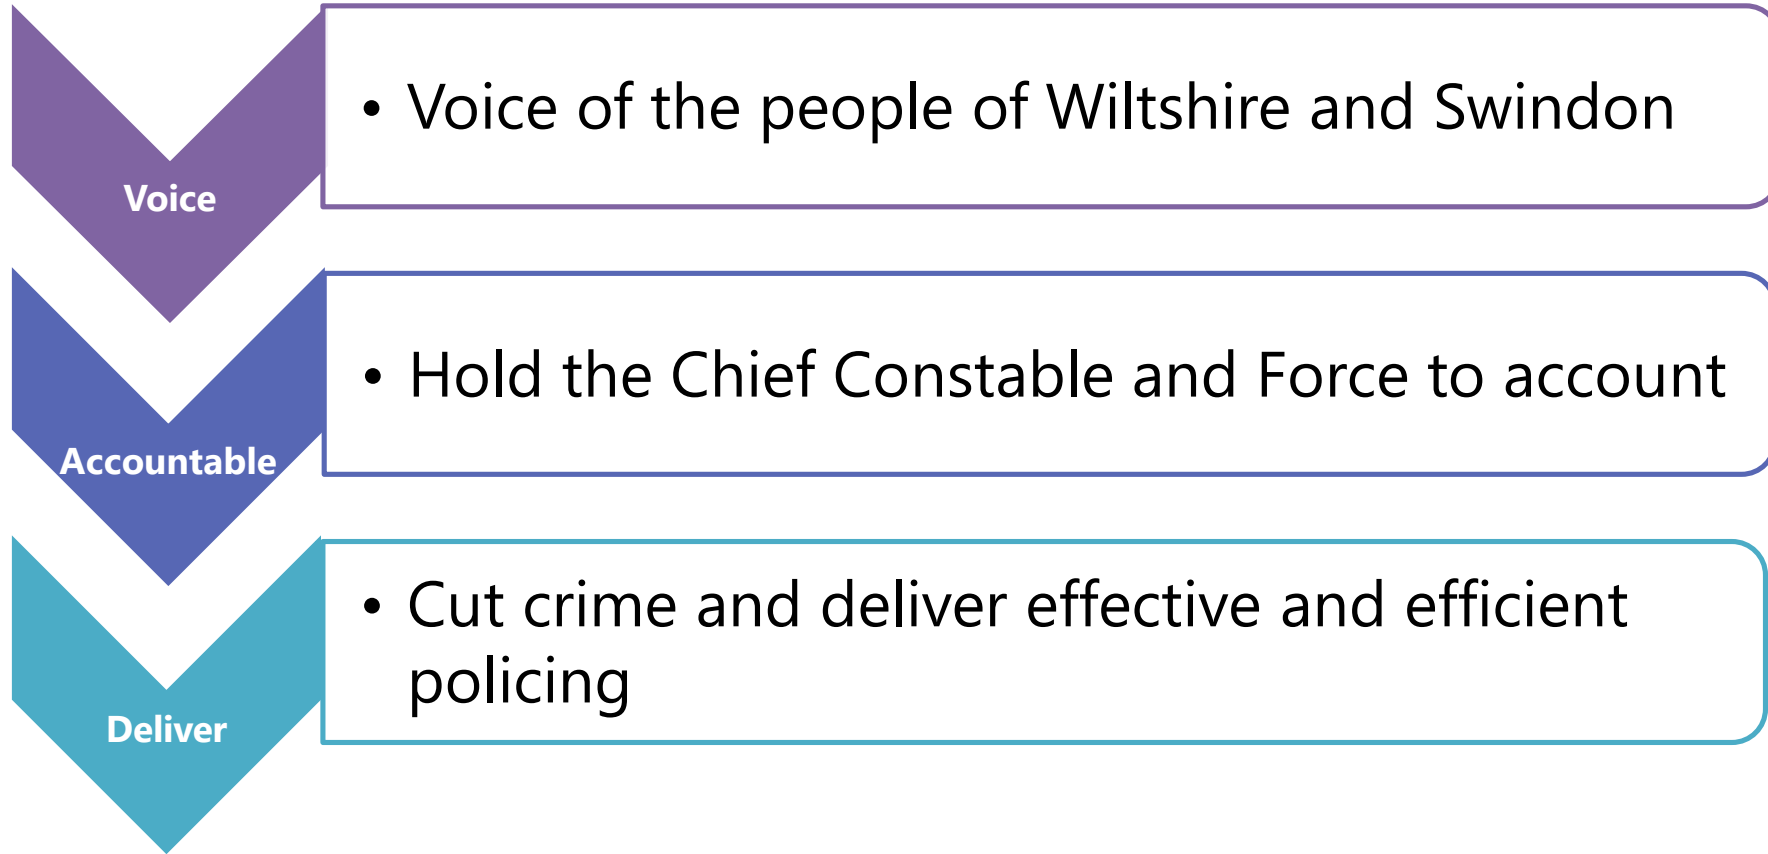 Voice
• Voice of the people of Wiltshire and Swindon
Accountable
• Hold the Chief Constable and Force to account
Deliver
• Cut crime and deliver effective and efficient
policing